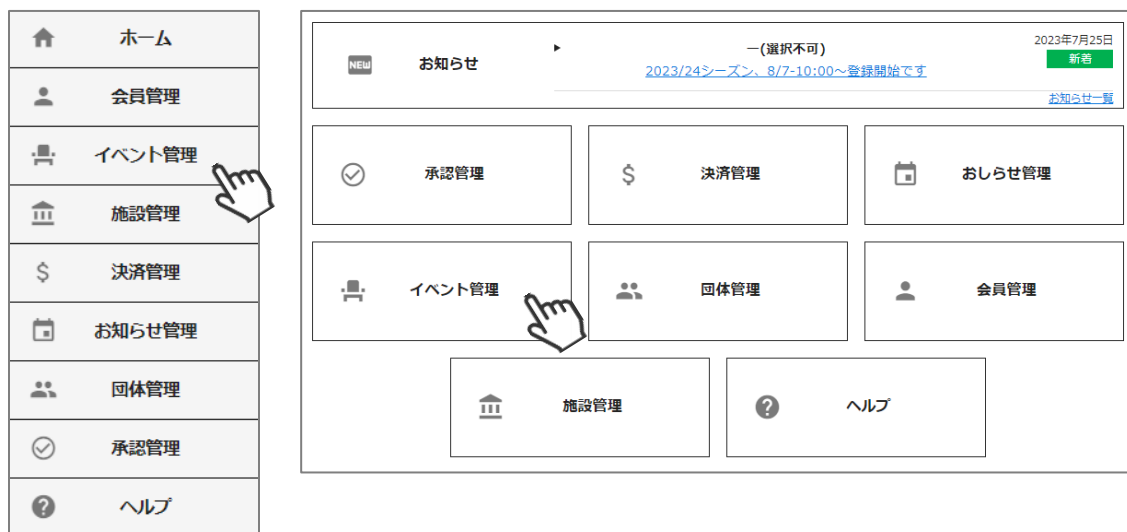 ホーム
会員管理
イベント管理
施設管理
決済管理
お知らせ管理
団体管理
承認管理
ヘルプ
NEW
お知らせ
ー(選択不可)
2023年7月25日
新着
2023/24シーズン、8/7-10:00～登録開始です
お知らせ一覧
承認管理
決済管理
おしらせ管理
イベント管理
団体管理
会員管理
施設管理
ヘルプ